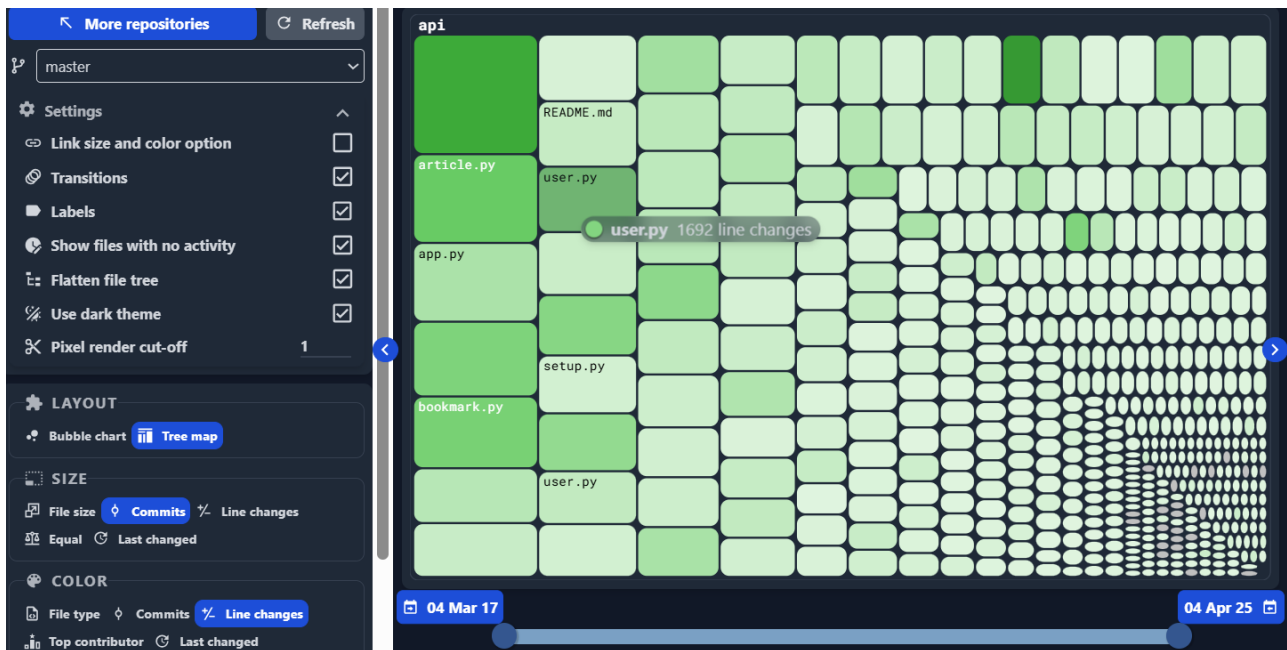 More repositories
Refresh
master
Settings
Link size and color option
Transitions
Labels
Show files with no activity
Flatten file tree
Use dark theme
Pixel render cut-off 1
LAYOUT
Bubble chart Tree map
SIZE
File size Commits Line changes
Equal Last changed
COLOR
File type Commits Line changes
Top contributor Last changed
api
README.md
article.py
user.py
user.py 1692 line changes
app.py
setup.py
bookmark.py
user.py
04 Mar 17
04 Apr 25